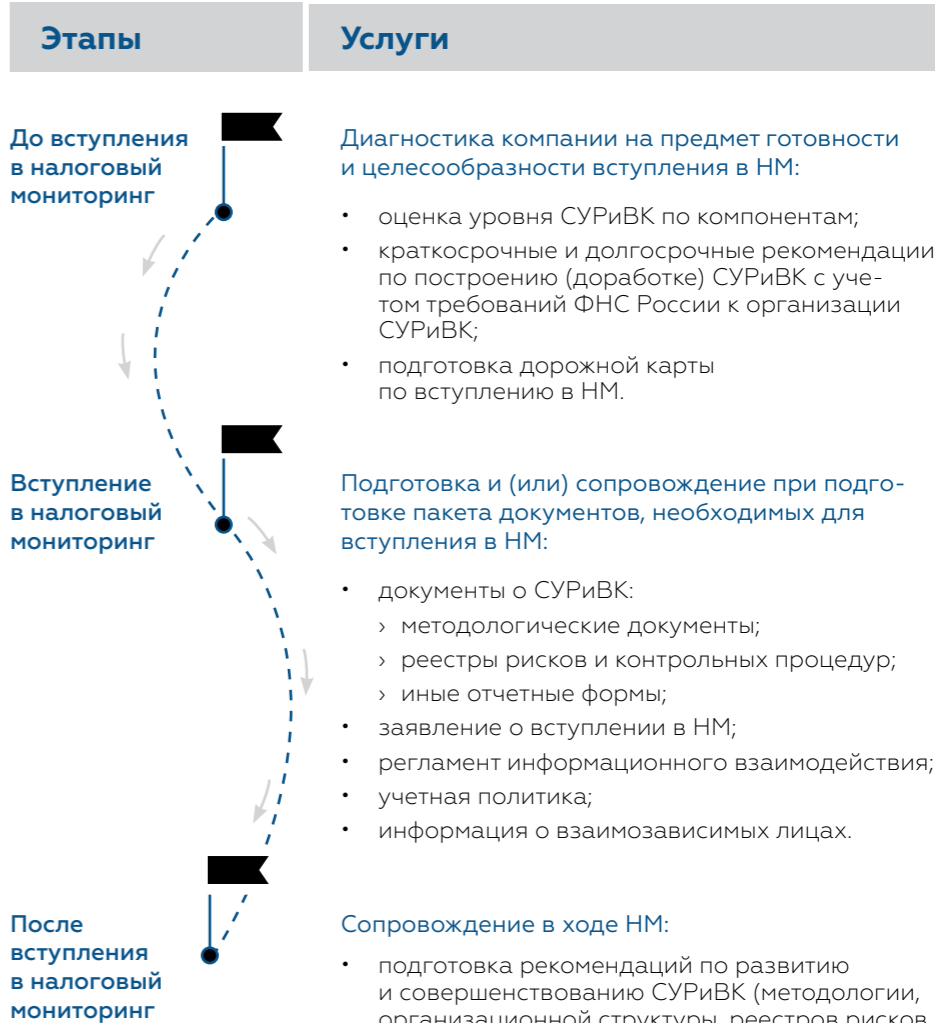 Этапы
Услуги
До вступления
в налоговый
мониторинг
Диагностика компании на предмет готовности
и целесообразности вступления в НМ:
• оценка уровня СУРиВК по компонентам;
• краткосрочные и долгосрочные рекомендации
по построению (доработке) СУРиВК с уче-
том требований ФНС России к организации
СУРиВК;
• подготовка дорожной карты
по вступлению в НМ.
Вступление
в налоговый
мониторинг
Подготовка и (или) сопровождение при подго-
товке пакета документов, необходимых для
вступления в НМ:
• документы о СУРиВК:
› методологические документы;
› реестры рисков и контрольных процедур;
› иные отчетные формы;
• заявление о вступлении в НМ;
• регламент информационного взаимодействия;
• учетная политика;
• информация о взаимозависимых лицах.
После
вступления
в налоговый
мониторинг
Сопровождение в ходе НМ:
• подготовка рекомендаций по развитию
и совершенствованию СУРиВК (методологии,
организационной структуры, реестров рисков